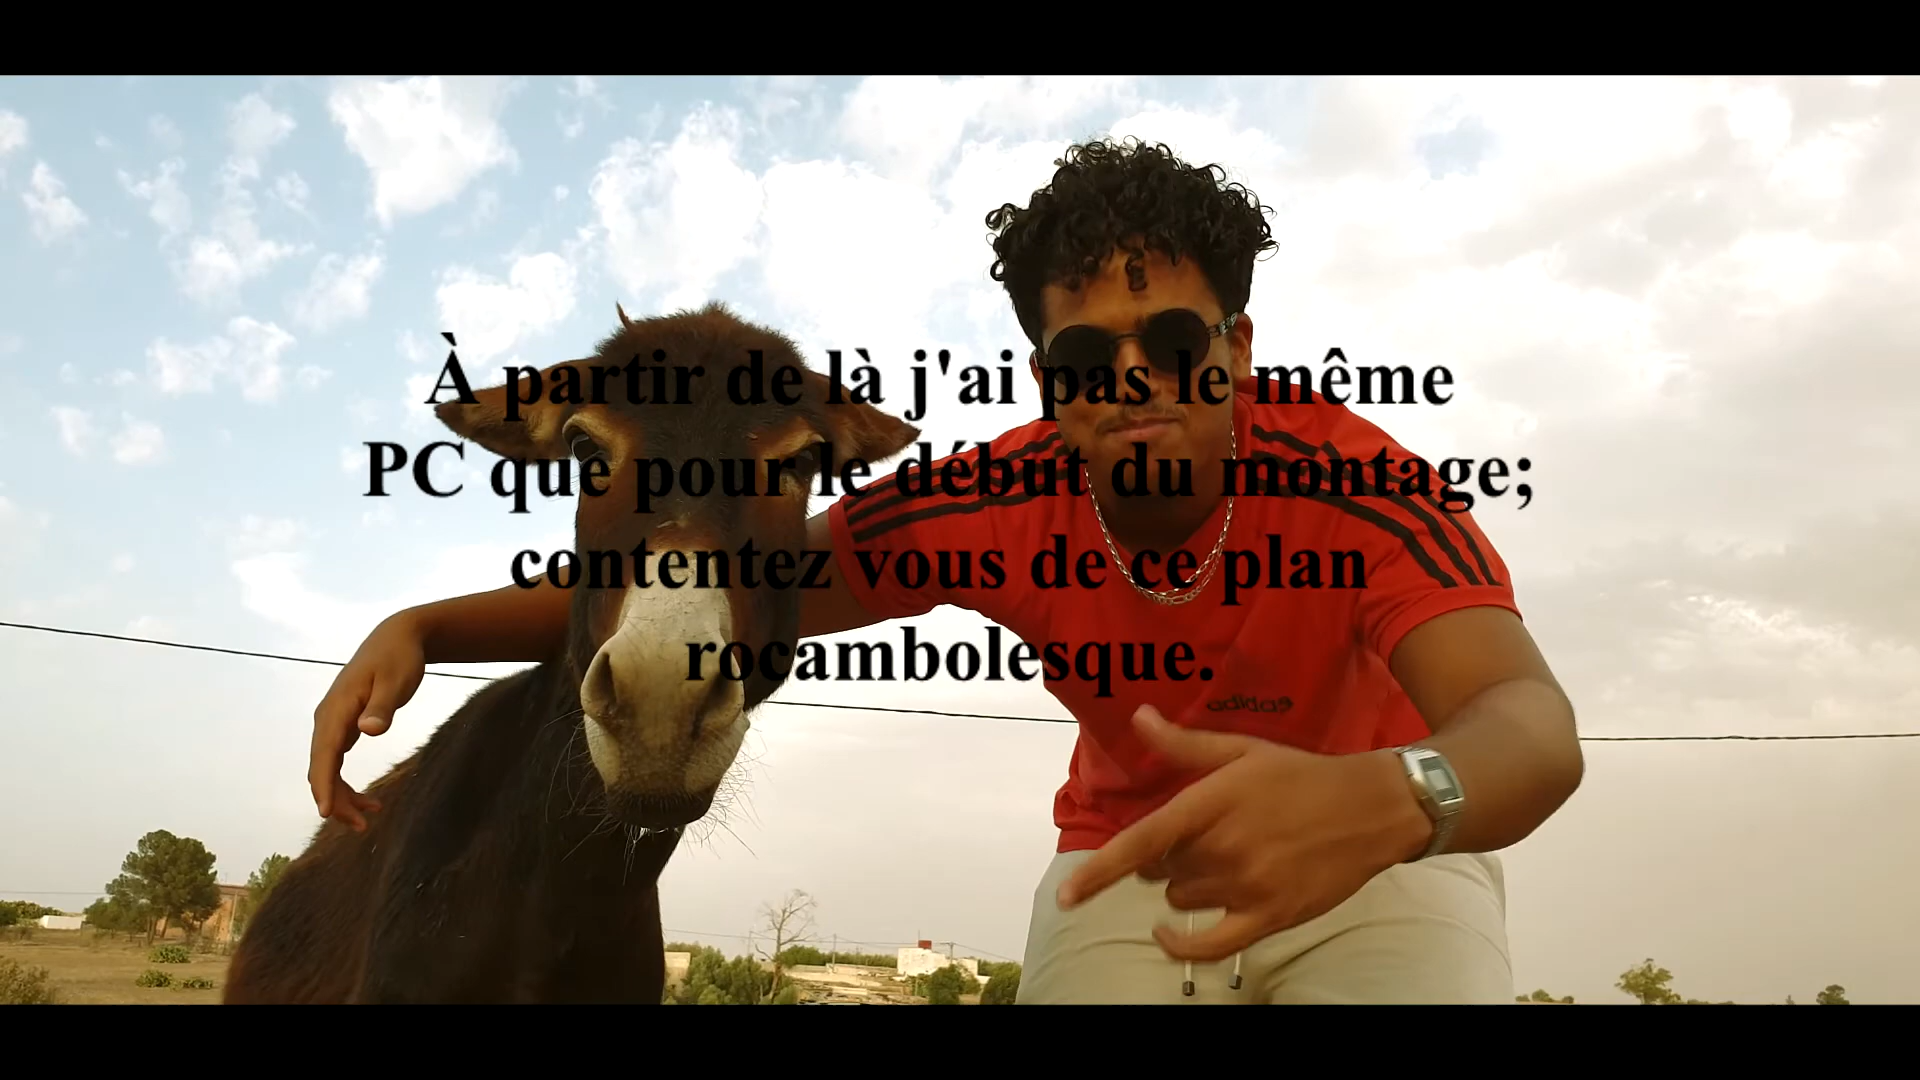 À partir de là j'ai pas le même
PC que pour le début du montage;
contentez vous de ce plan
rocambolesque.
adidas